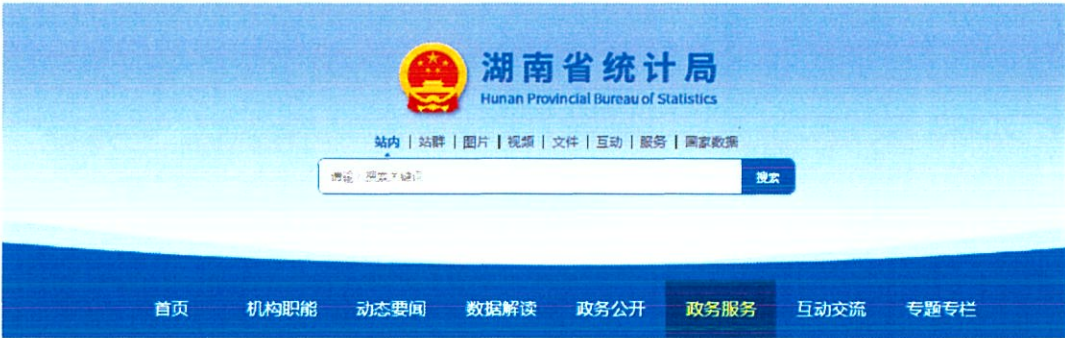 湖南省统计局
Hunan Provincial Bureau of Statistics
站内 | 站群 | 图片 | 视频 | 文件 | 互动 | 服务 | 国家数据
搜索
首页 机构职能 动态要闻 数据解读 政务公开 政务服务 互动交流 专题专栏